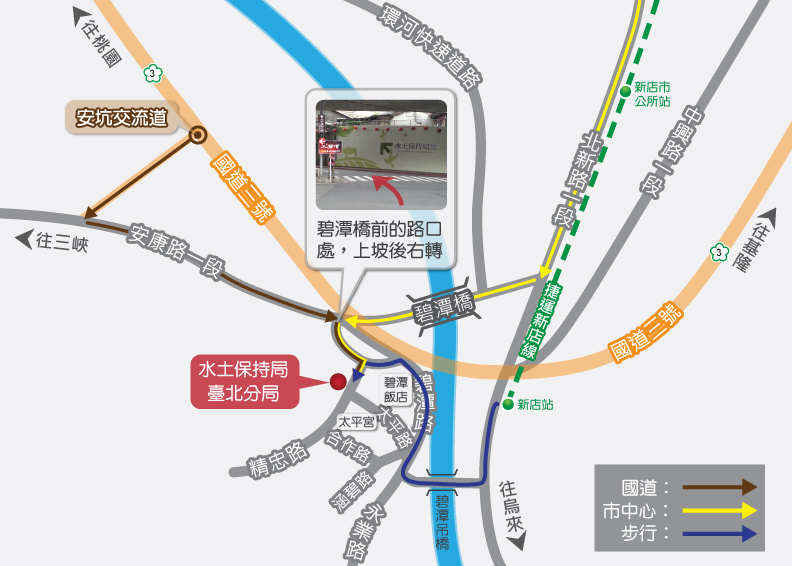 往桃園
3
安坑交流道
國道三號
往三峽
安康路一段
環河快速道路
水土保持局
碧潭橋前的路口
處，上坡後右轉
新店市
公所站
北新路一段
中興路一段
往基隆
3
碧潭橋
捷運新店線
國道三號
水土保持局
臺北分局
碧潭
飯店
碧潭路
新店站
太平宮
太平路
合作路
精忠路
涵碧路
永業路
碧潭吊橋
往烏來
國道：
市中心：
步行：